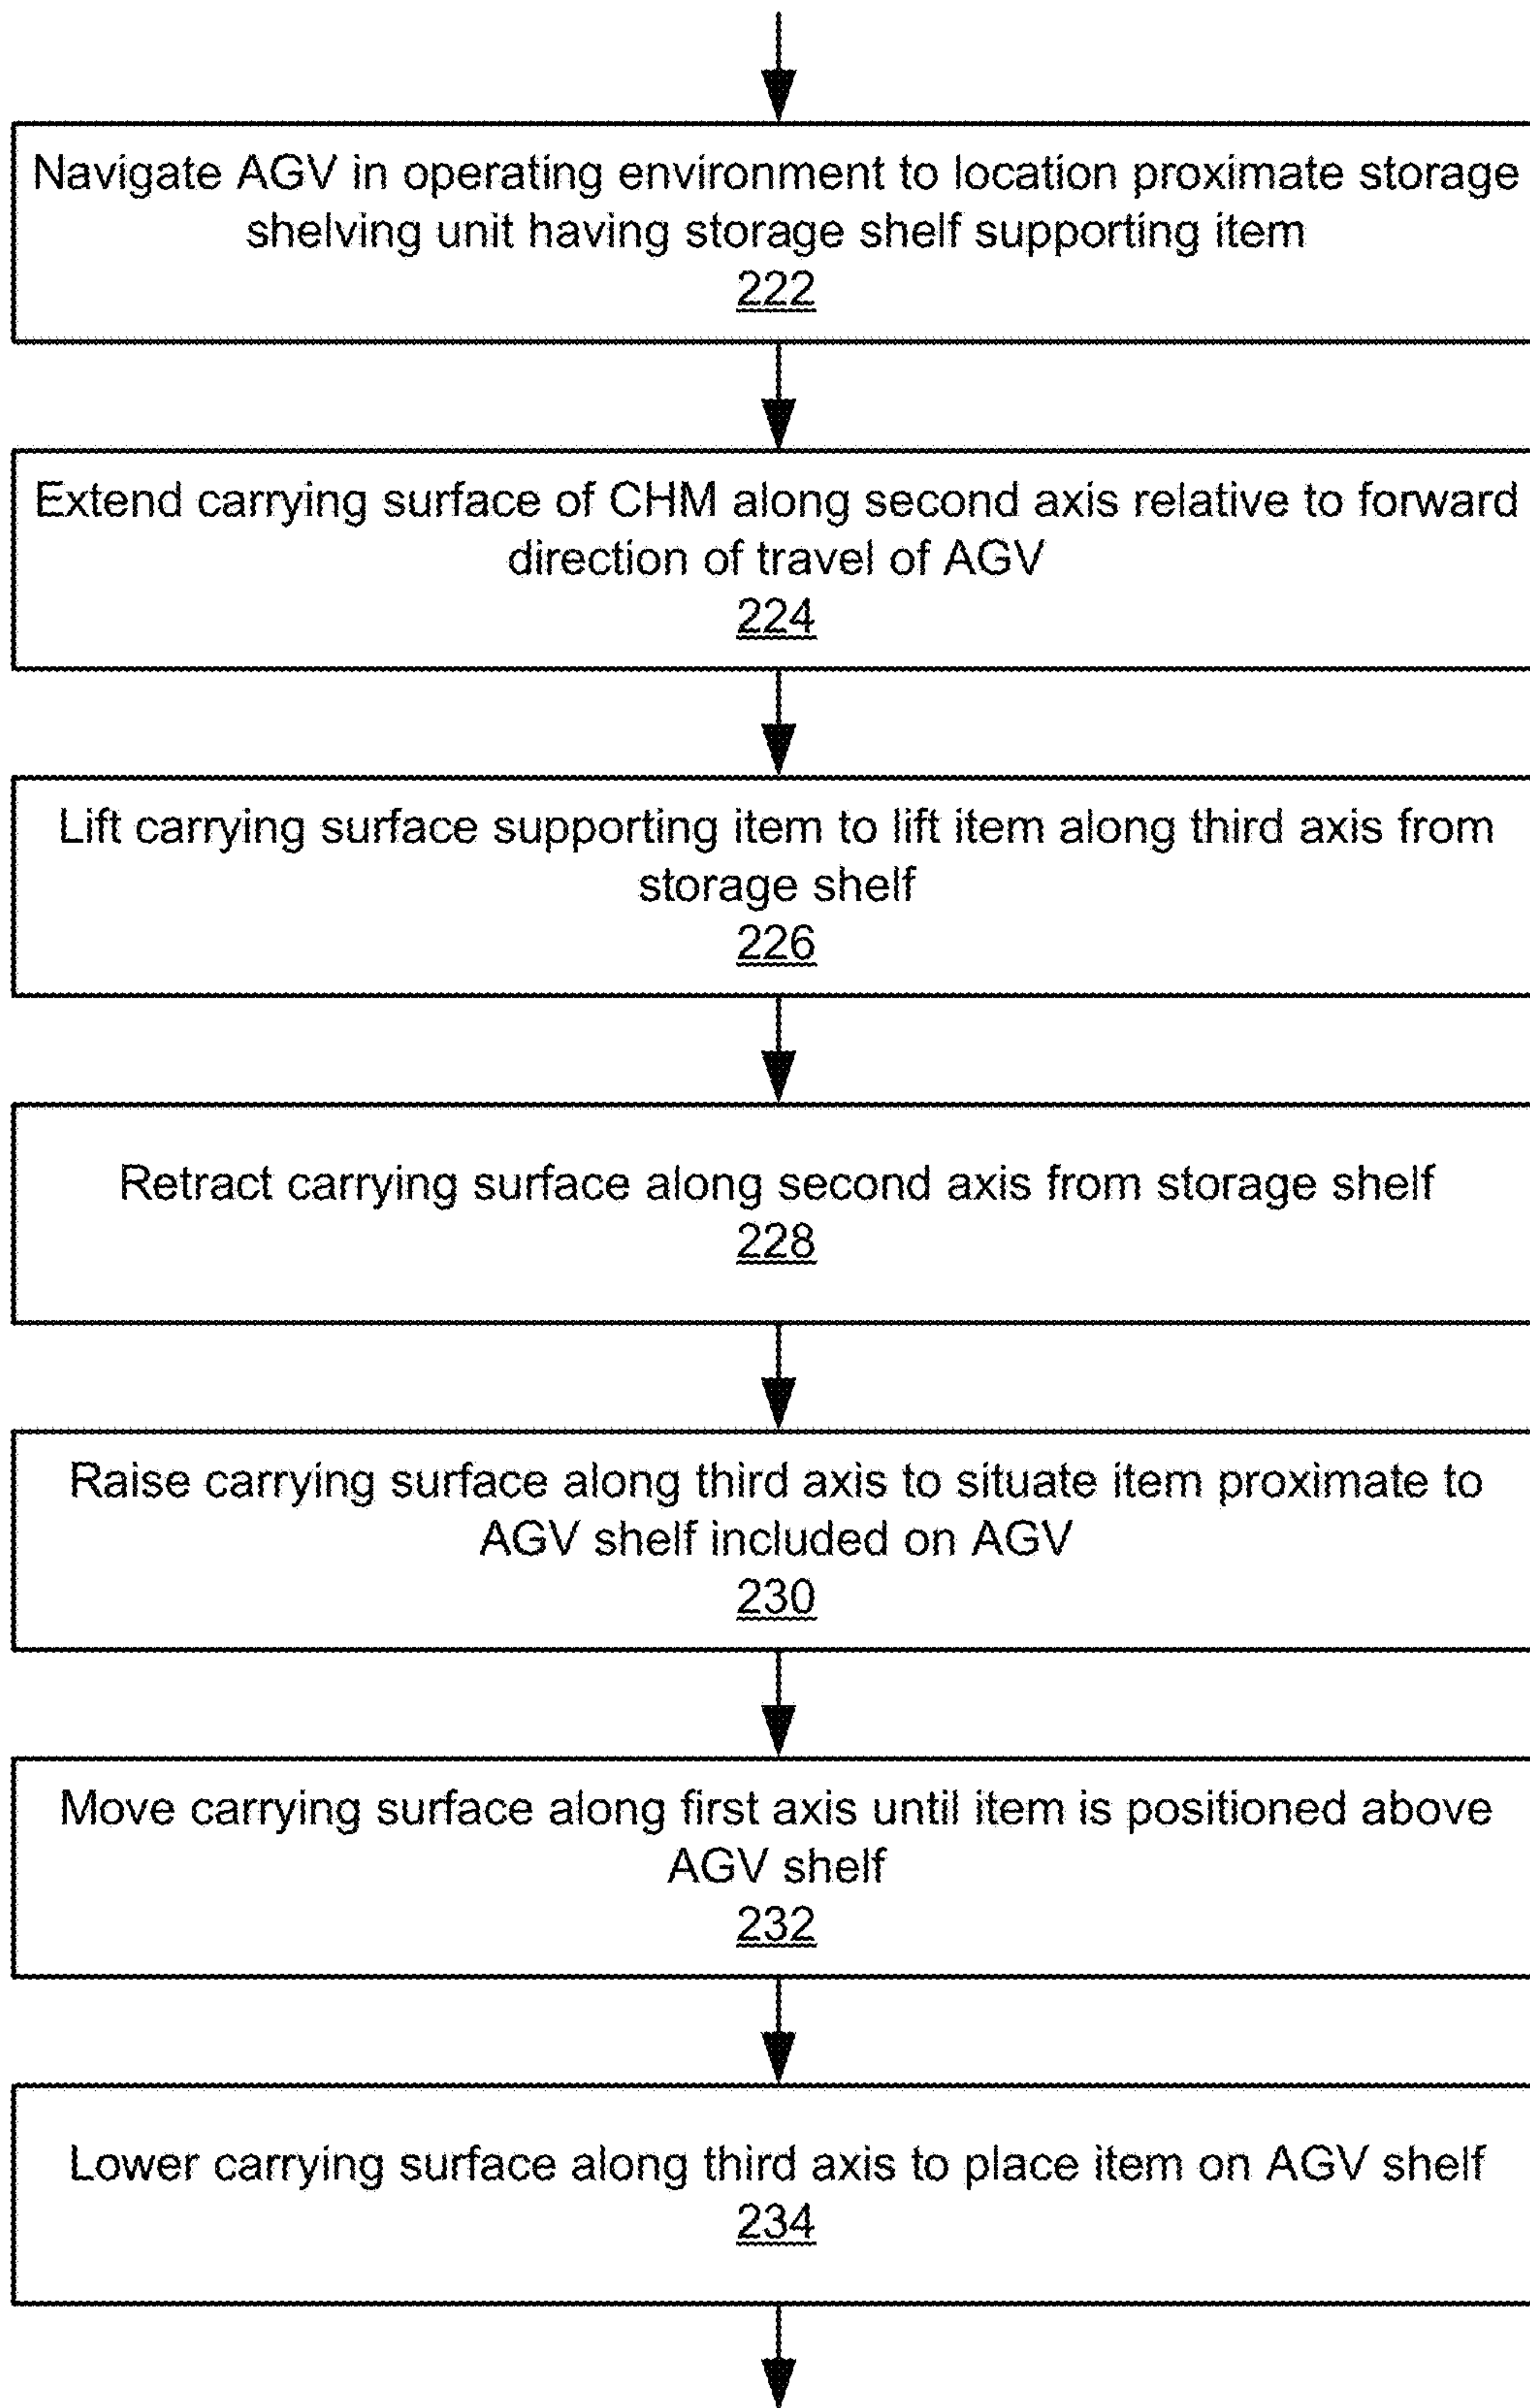 Navigate AGV in operating environment to location proximate storage
shelving unit having storage shelf supporting item
222
Extend carrying surface of CHM along second axis relative to forward
direction of travel of AGV
224
Lift carrying surface supporting item to lift item along third axis from
storage shelf
226
Retract carrying surface along second axis from storage shelf
228
Raise carrying surface along third axis to situate item proximate to
AGV shelf included on AGV
230
Move carrying surface along first axis until item is positioned above
AGV shelf
232
Lower carrying surface along third axis to place item on AGV shelf
234